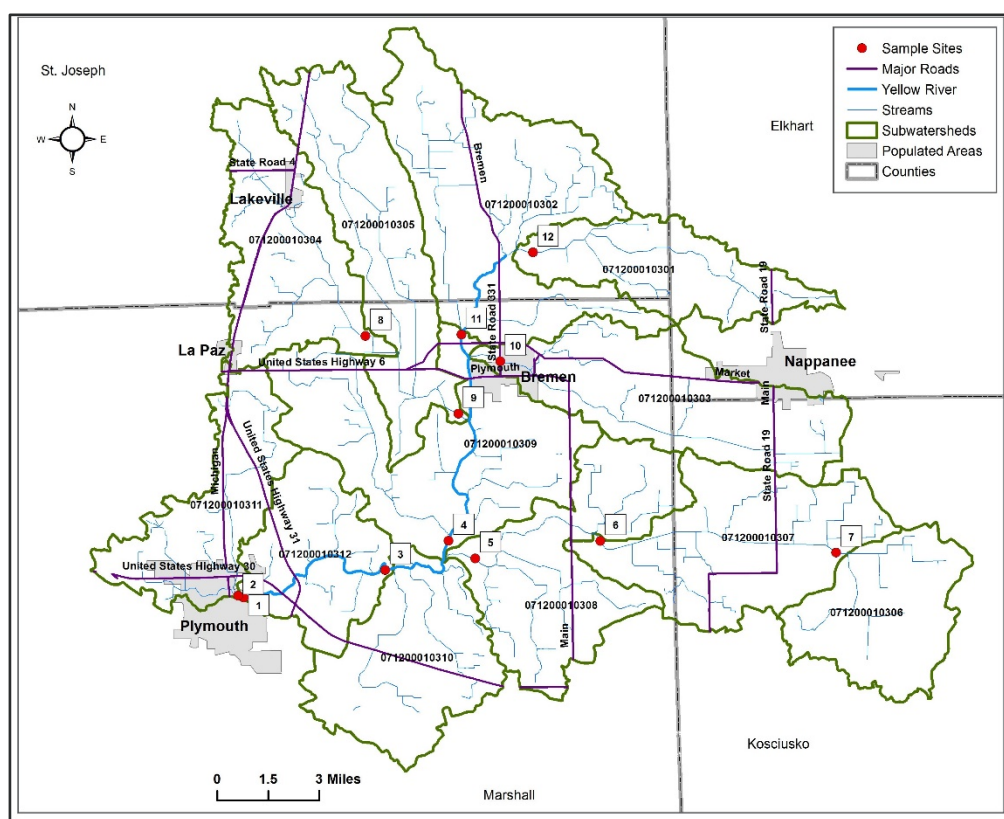 St. Joseph
N
W E
S
Sample Sites
Major Roads
Yellow River
Streams
Subwatersheds
Populated Areas
Counties
Elkhart
State Road 4
Lakeville
Bremen
071200010302
071200010305
071200010304
12
071200010301
State Road 19
8
11
State Road 331
La Paz
United States Highway 6
10
Plymouth
Bremen
Nappanee
Market
Main
071200010303
9
071200010309
State Road 19
Michigan
United States Highway 31
071200010311
4
5
6
071200010307
7
071200010312
3
United States Highway 30
2
1
Plymouth
071200010308
Main
071200010306
071200010310
Kosciusko
0 1.5 3 Miles
Marshall